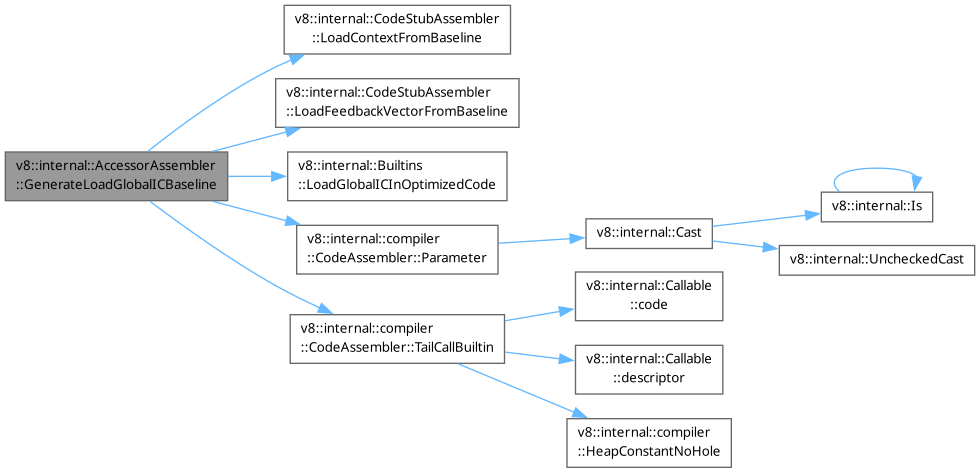 v8::internal::CodeStubAssembler
::LoadContextFromBaseline
v8::internal::CodeStubAssembler
::LoadFeedbackVectorFromBaseline
v8::internal::AccessorAssembler
::GenerateLoadGlobalICBaseline
v8::internal::Builtins
::LoadGlobalICInOptimizedCode
v8::internal::compiler
::CodeAssembler::Parameter
v8::internal::Cast
v8::internal::Is
v8::internal::UncheckedCast
v8::internal::compiler
::CodeAssembler::TailCallBuiltin
v8::internal::Callable
::code
v8::internal::Callable
::descriptor
v8::internal::compiler
::HeapConstantNoHole